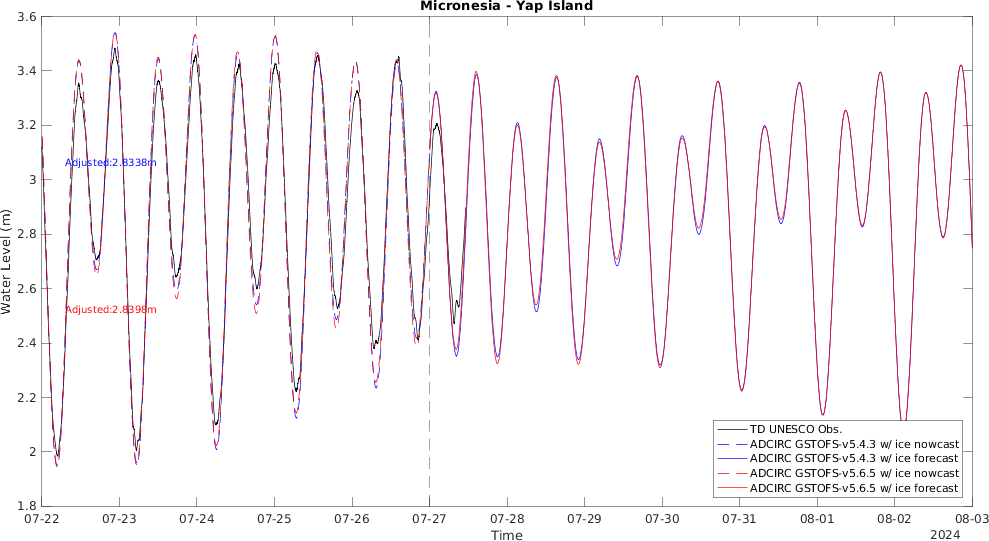 Micronesia - Yap Island
Water Level (m)
3.6
3.4
3.2
3
2.8
2.6
2.4
2.2
2
1.8
Adjusted:2.8338m
Adjusted:2.8398m
TD UNESCO Obs.
ADCIRC GSTOFS-v5.4.3 w/ ice nowcast
ADCIRC GSTOFS-v5.4.3 w/ ice forecast
ADCIRC GSTOFS-v5.6.5 w/ ice nowcast
ADCIRC GSTOFS-v5.6.5 w/ ice forecast
07-22 07-23 07-24 07-25 07-26 07-27 07-28 07-29 07-30 07-31 08-01 08-02 08-03
Time
2024